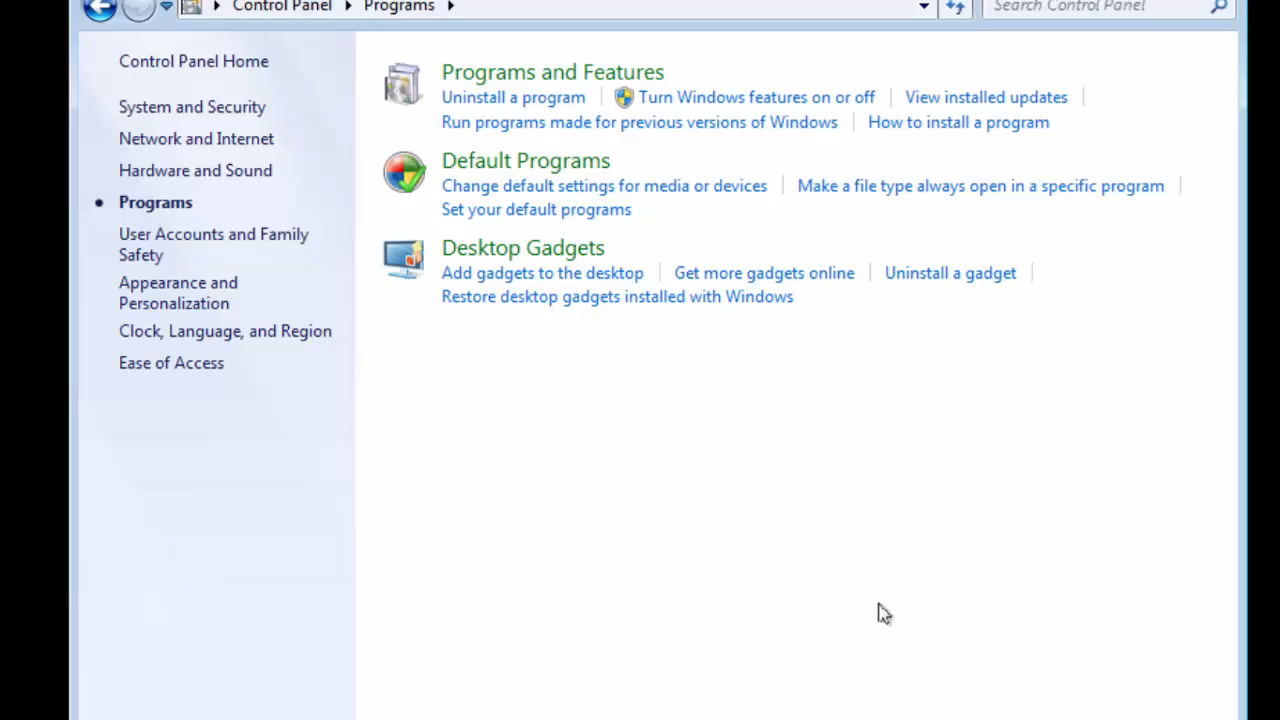 Control Panel Programs Search Control Panel
Control Panel Home
System and Security
Network and Internet
Hardware and Sound
Programs
User Accounts and Family
Safety
Appearance and
Personalization
Clock, Language, and Region
Ease of Access
Programs and Features
Uninstall a program Turn Windows features on or off View installed updates
Run programs made for previous versions of Windows How to install a program
Default Programs
Change default settings for media or devices Make a file type always open in a specific program
Set your default programs
Desktop Gadgets
Add gadgets to the desktop Get more gadgets online Uninstall a gadget
Restore desktop gadgets installed with Windows